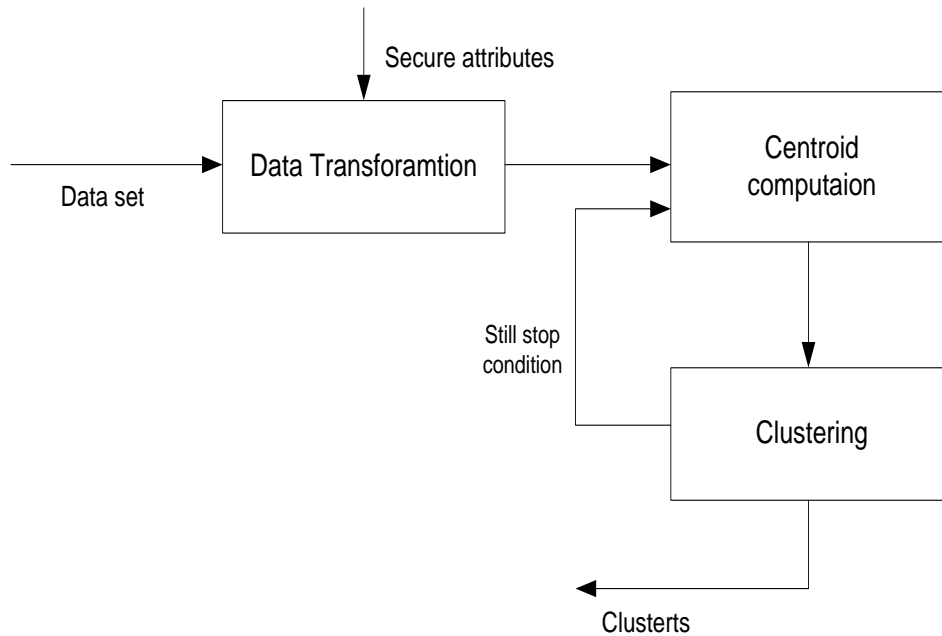 Secure attributes
Data Transforamtion
Data set
Centroid
computaion
Still stop
condition
Clustering
Clusterts